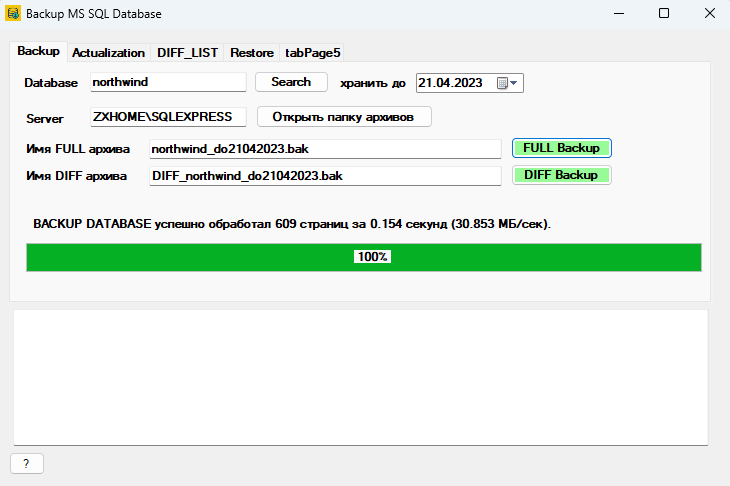 Backup MS SQL Database
Backup Actualization DIFF_LIST Restore tabPage5
Database northwind Search хранить до 21.04.2023
Server ZXHOME\SQLEXPRESS Открыть папку архивов
Имя FULL архива northwind_do21042023.bak FULL Backup
Имя DIFF архива DIFF_northwind_do21042023.bak DIFF Backup
BACKUP DATABASE успешно обработал 609 страниц за 0.154 секунд (30.853 МБ/сек).
100%
?